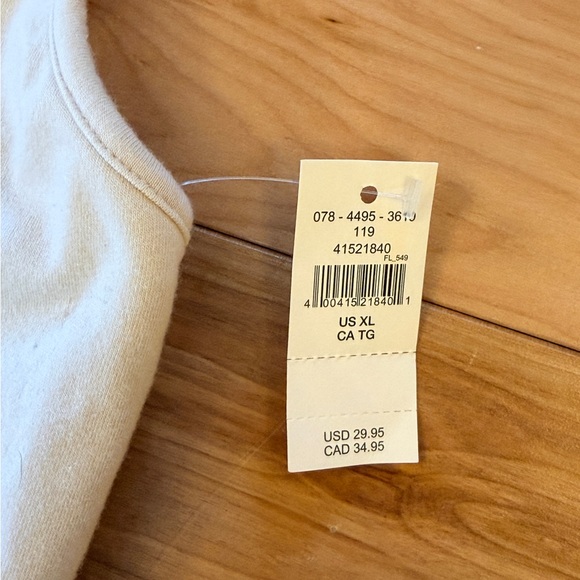 078 - 4495 - 3610
119
41521840
FL_549
4 00415 21840 1
US XL
CA TG
USD 29.95
CAD 34.95